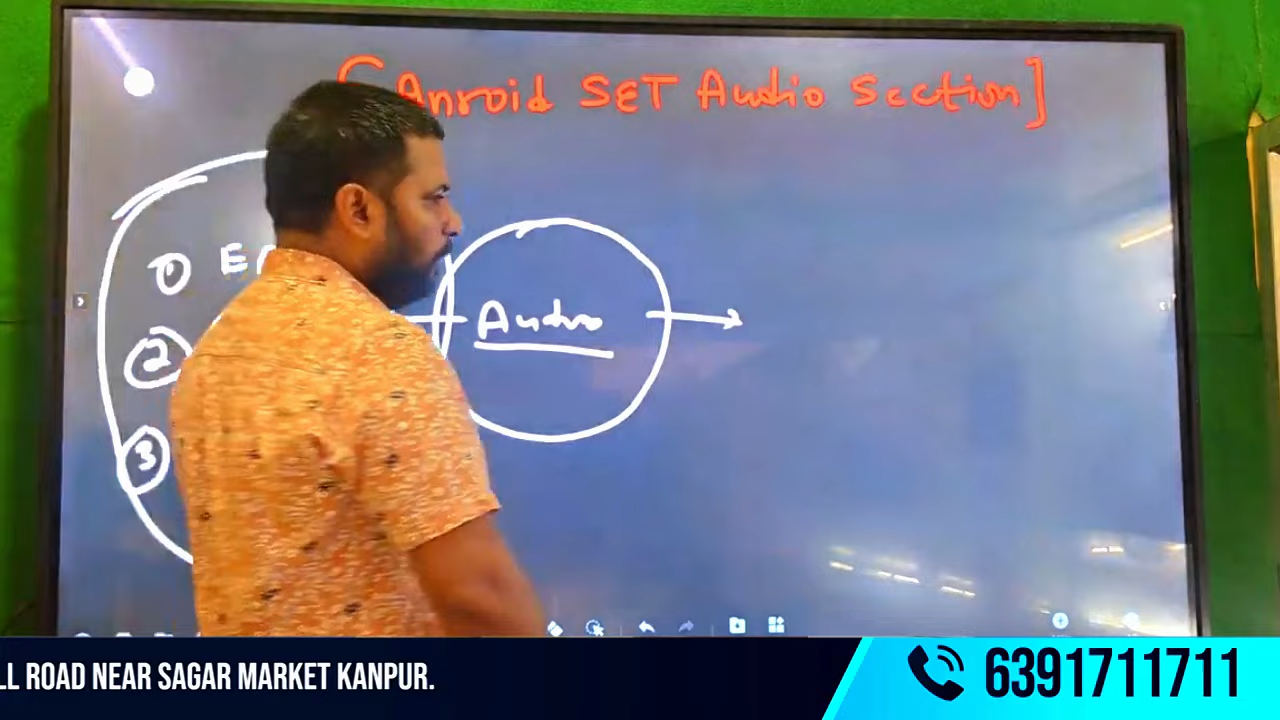 [Anroid SET Audio Section]
1
Audio
2
3
LL ROAD NEAR SAGAR MARKET KANPUR.
6391711711